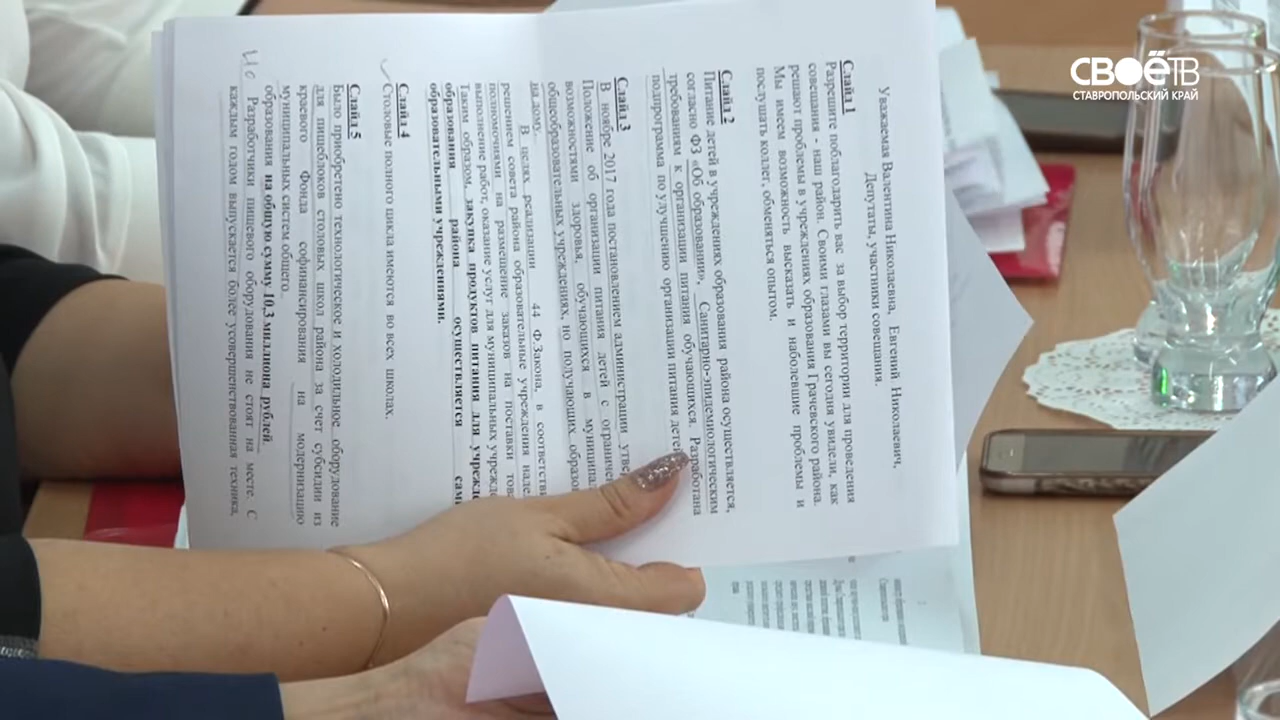 СВОЁТВ
СТАВРОПОЛЬСКИЙ КРАЙ
Уважаемая Валентина Николаевна, Евгений Николаевич,
Депутаты, участники совещания.
Слайд 1
Разрешите поблагодарить вас за выбор территории для проведения
совещания - наш район. Своими глазами вы сегодня увидели, как
решают проблемы в учреждениях образования Грачевского района.
Мы имеем возможность высказать и наболевшие проблемы и
послушать коллег, обменяться опытом.
Слайд 2
Питание детей в учреждениях образования района осуществляется,
согласно ФЗ «Об образовании», Санитарно-эпидемиологическим
требованиям к организации питания обучающихся. Разработана
подпрограмма по улучшению организации питания
Слайд 3
В ноябре 2017 года постановлением администрации
Положение об организации питания детей с
возможностями здоровья, обучающихся в
общеобразовательных учреждениях, но получающих
на дому.
В целях реализации 44 Ф.Закона, в
решением совета района образовательные учреждения
полномочиями на размещение заказов на поставки
выполнение работ, оказание услуг для муниципальных
Таким образом, закупка продуктов питания для
образования района осуществляется
образовательными учреждениями.
Слайд 4
Столовые полного цикла имеются во всех школах.
Слайд 5
Было приобретено технологическое и холодильное оборудование
для пищеблоков столовых школ района за счет субсидии из
краевого Фонда софинансирования на модернизацию
муниципальных систем общего
образования на общую сумму 10,3 миллиона рублей.
Разработчики пищевого оборудования не стоят на месте. С
каждым годом выпускается более усовершенствованная техника,